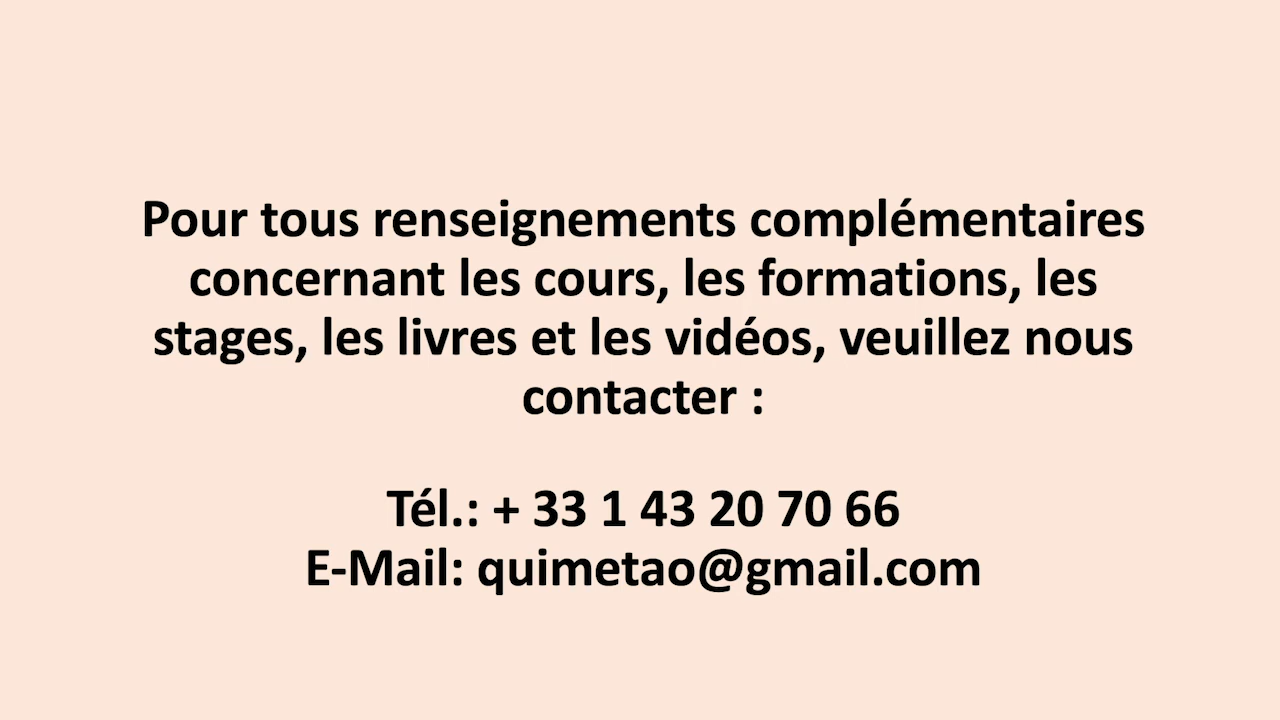 Pour tous renseignements complémentaires
concernant les cours, les formations, les
stages, les livres et les vidéos, veuillez nous
contacter :
Tél.: + 33 1 43 20 70 66
E-Mail: quimetao@gmail.com